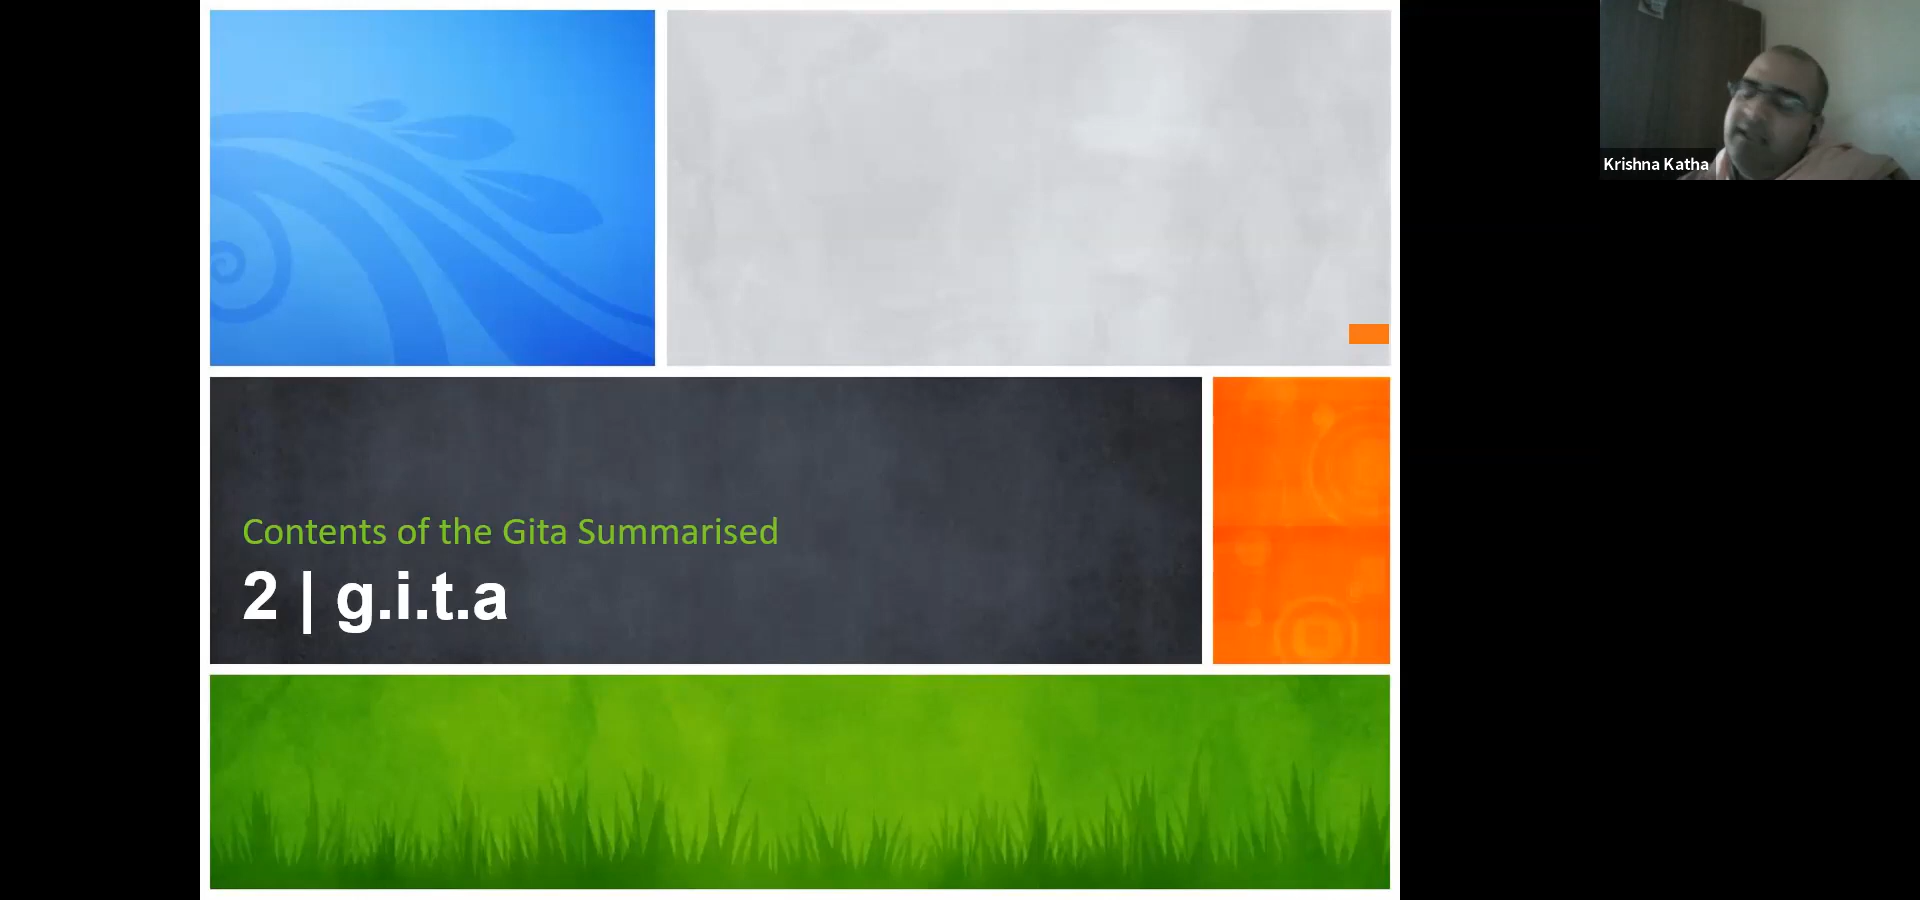 Contents of the Gita Summarised
2 | g.i.t.a
Krishna Katha